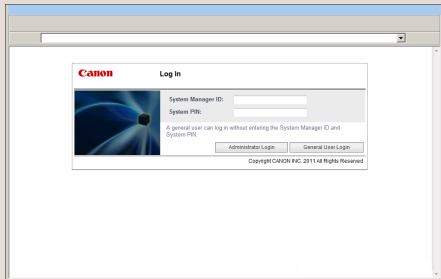 Canon
Log In
System Manager ID:
System PIN:
A general user can log in without entering the System Manager ID and
System PIN.
Administrator Login
General User Login
Copyright CANON INC. 2011 All Rights Reserved